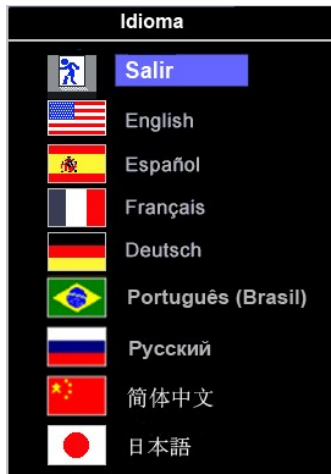 Idioma
Salir
English
Español
Français
Deutsch
Português (Brasil)
Русский
简体中文
日本語